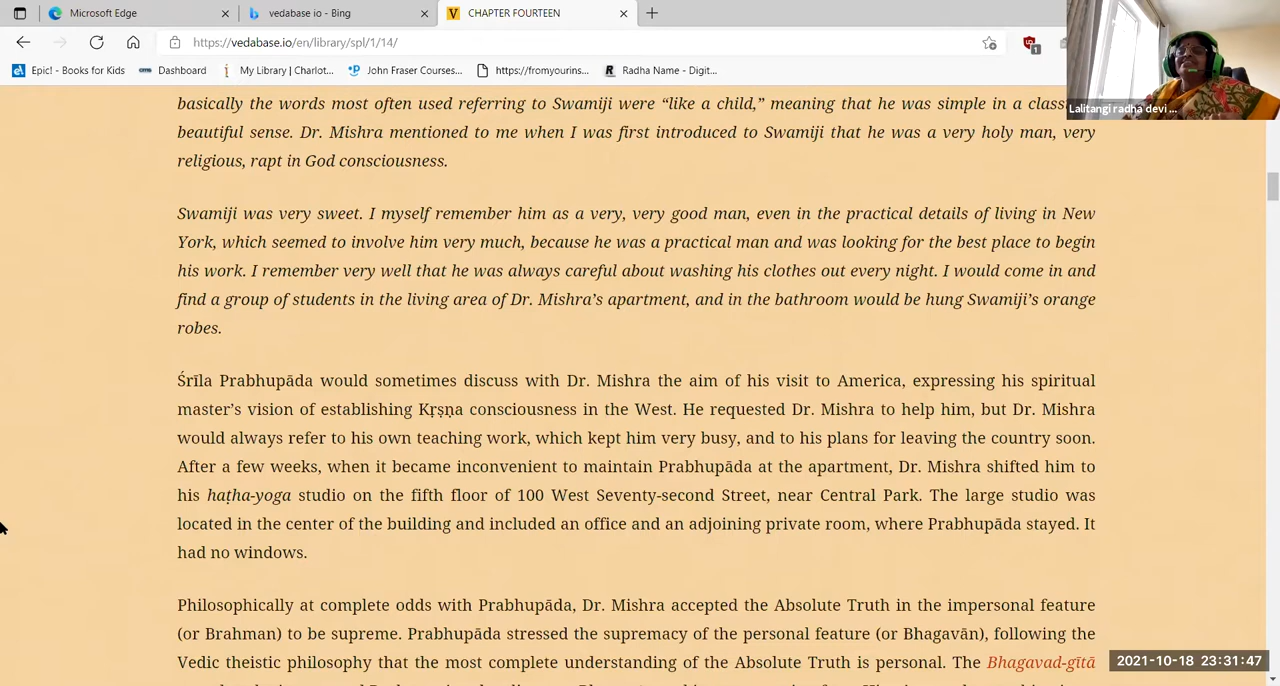 Microsoft Edge
vedabase io - Bing
CHAPTER FOURTEEN
https://vedabase.io/en/library/spl/1/14/
Epic! - Books for Kids
Dashboard
My Library | Charlot...
John Fraser Courses...
https://fromyourins...
Radha Name - Digit...
Lalitangi radha devi ...
basically the words most often used referring to Swamiji were “like a child,” meaning that he was simple in a
beautiful sense. Dr. Mishra mentioned to me when I was first introduced to Swamiji that he was a very holy man, very
religious, rapt in God consciousness.
Swamiji was very sweet. I myself remember him as a very, very good man, even in the practical details of living in New
York, which seemed to involve him very much, because he was a practical man and was looking for the best place to begin
his work. I remember very well that he was always careful about washing his clothes out every night. I would come in and
find a group of students in the living area of Dr. Mishra’s apartment, and in the bathroom would be hung Swamiji’s orange
robes.
Śrīla Prabhupāda would sometimes discuss with Dr. Mishra the aim of his visit to America, expressing his spiritual
master’s vision of establishing Kṛṣṇa consciousness in the West. He requested Dr. Mishra to help him, but Dr. Mishra
would always refer to his own teaching work, which kept him very busy, and to his plans for leaving the country soon.
After a few weeks, when it became inconvenient to maintain Prabhupāda at the apartment, Dr. Mishra shifted him to
his haṭha-yoga studio on the fifth floor of 100 West Seventy-second Street, near Central Park. The large studio was
located in the center of the building and included an office and an adjoining private room, where Prabhupāda stayed. It
had no windows.
Philosophically at complete odds with Prabhupāda, Dr. Mishra accepted the Absolute Truth in the impersonal feature
(or Brahman) to be supreme. Prabhupāda stressed the supremacy of the personal feature (or Bhagavān), following the
Vedic theistic philosophy that the most complete understanding of the Absolute Truth is personal. The Bhagavad-gītā
2021-10-18 23:31:47